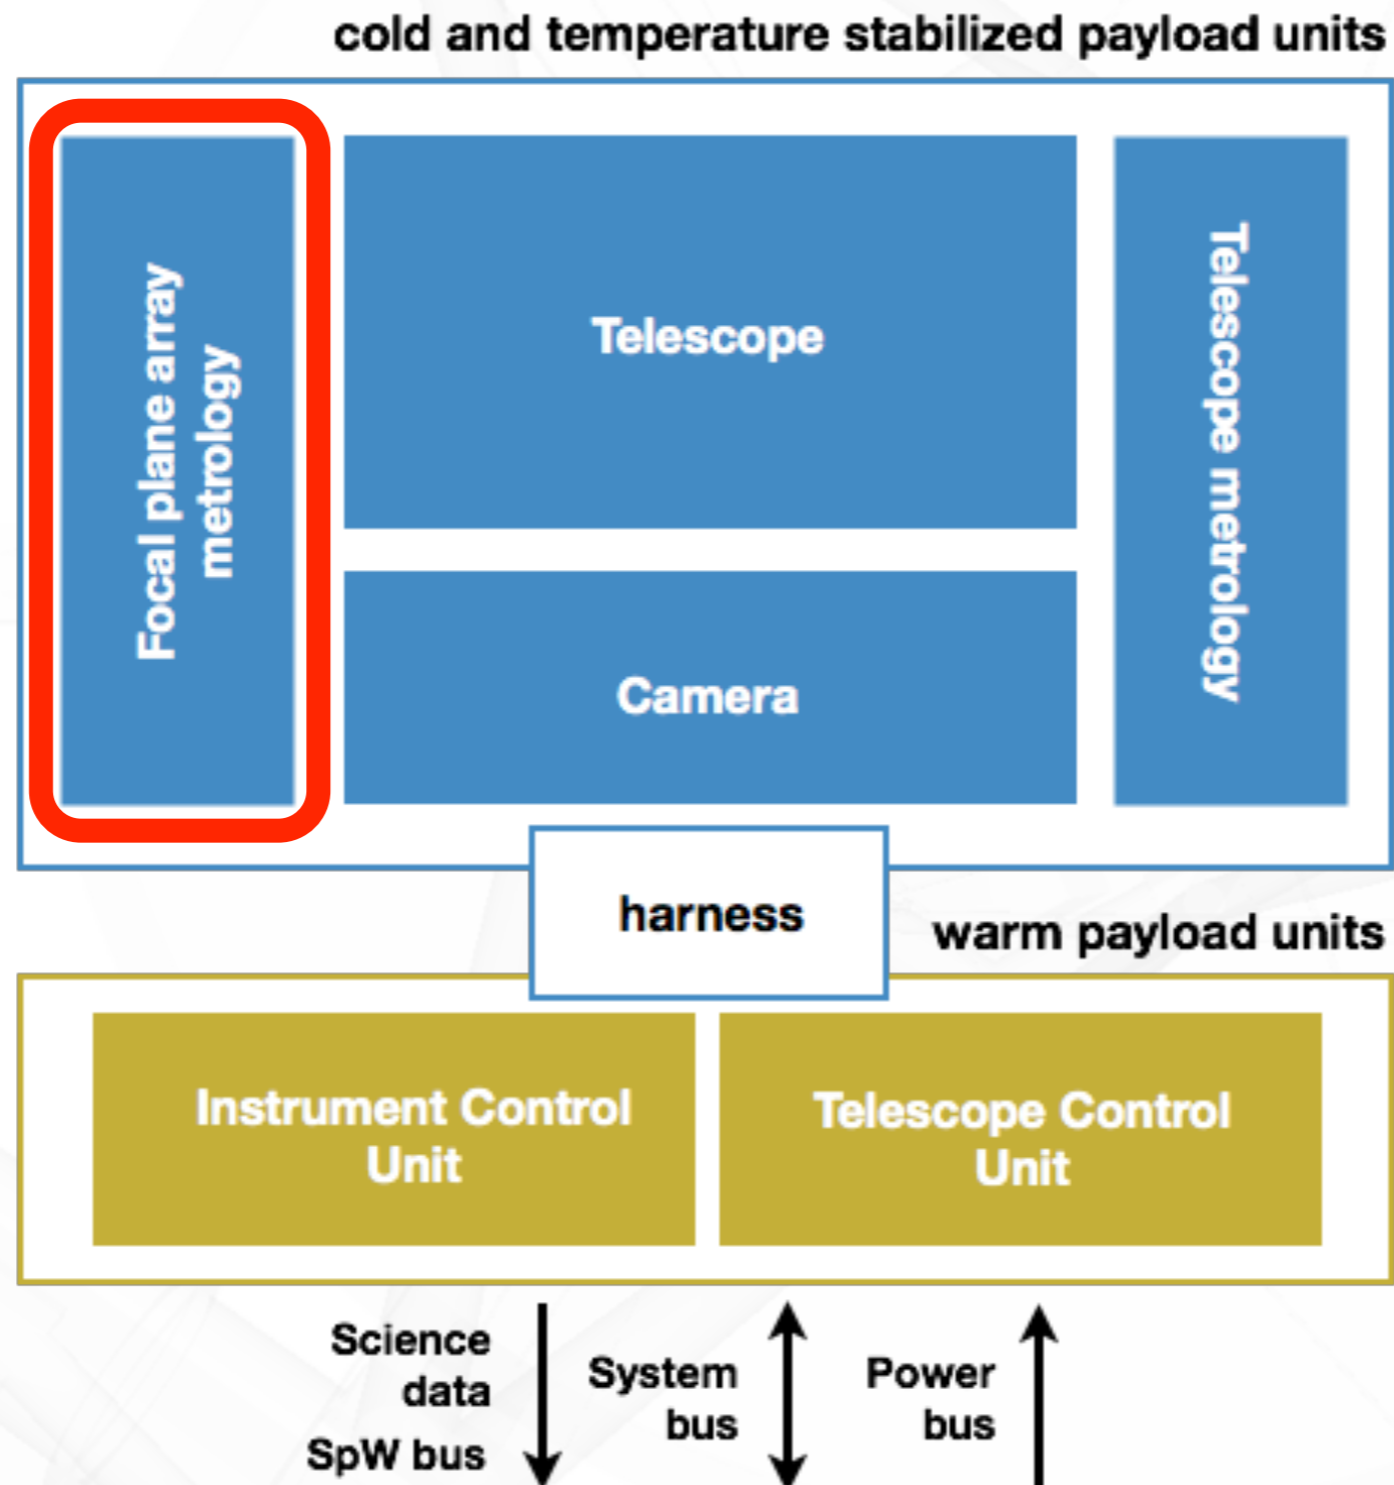 cold and temperature stabilized payload units
Focal plane array
metrology
Telescope
Telescope metrology
Camera
harness
warm payload units
Instrument Control
Unit
Telescope Control
Unit
Science
data
SpW bus
System
bus
Power
bus